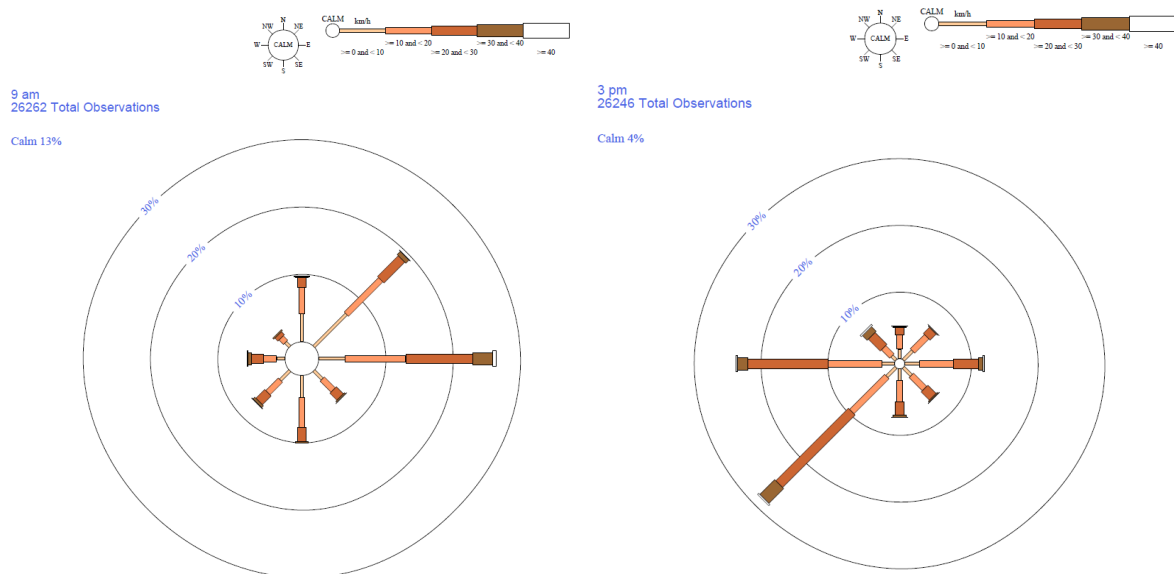 N
NW NE
W CALM E
SW SE
S
CALM km/h
>= 10 and < 20 >= 30 and < 40
>= 0 and < 10 >= 20 and < 30 >= 40
9 am
26262 Total Observations
Calm 13%
30%
20%
10%
N
NW NE
W CALM E
SW SE
S
CALM km/h
>= 10 and < 20 >= 30 and < 40
>= 0 and < 10 >= 20 and < 30 >= 40
3 pm
26246 Total Observations
Calm 4%
30%
20%
10%